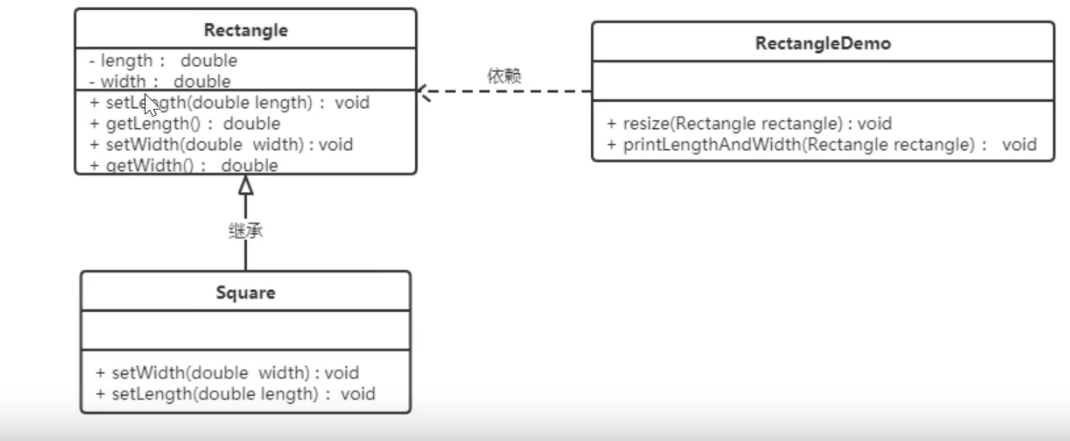 Rectangle
- length： double
- width： double
+ setLength(double length)： void
+ getLength()： double
+ setWidth(double width) : void
+ getWidth()： double
依赖
RectangleDemo
+ resize(Rectangle rectangle) : void
+ printLengthAndWidth(Rectangle rectangle)： void
继承
Square
+ setWidth(double width) : void
+ setLength(double length)： void